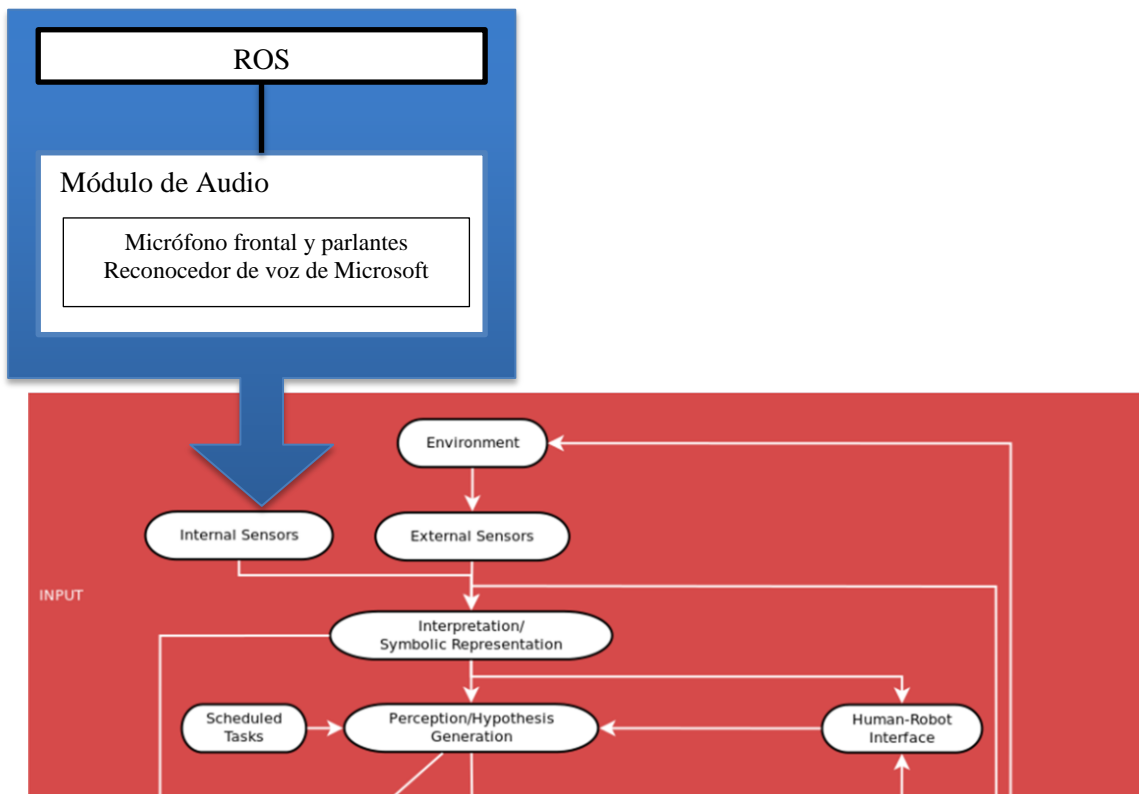 ROS
Módulo de Audio
Micrófono frontal y parlantes
Reconocedor de voz de Microsoft
Environment
Internal Sensors
External Sensors
INPUT
Interpretation/
Symbolic Representation
Scheduled
Tasks
Perception/Hypothesis
Generation
Human-Robot
Interface